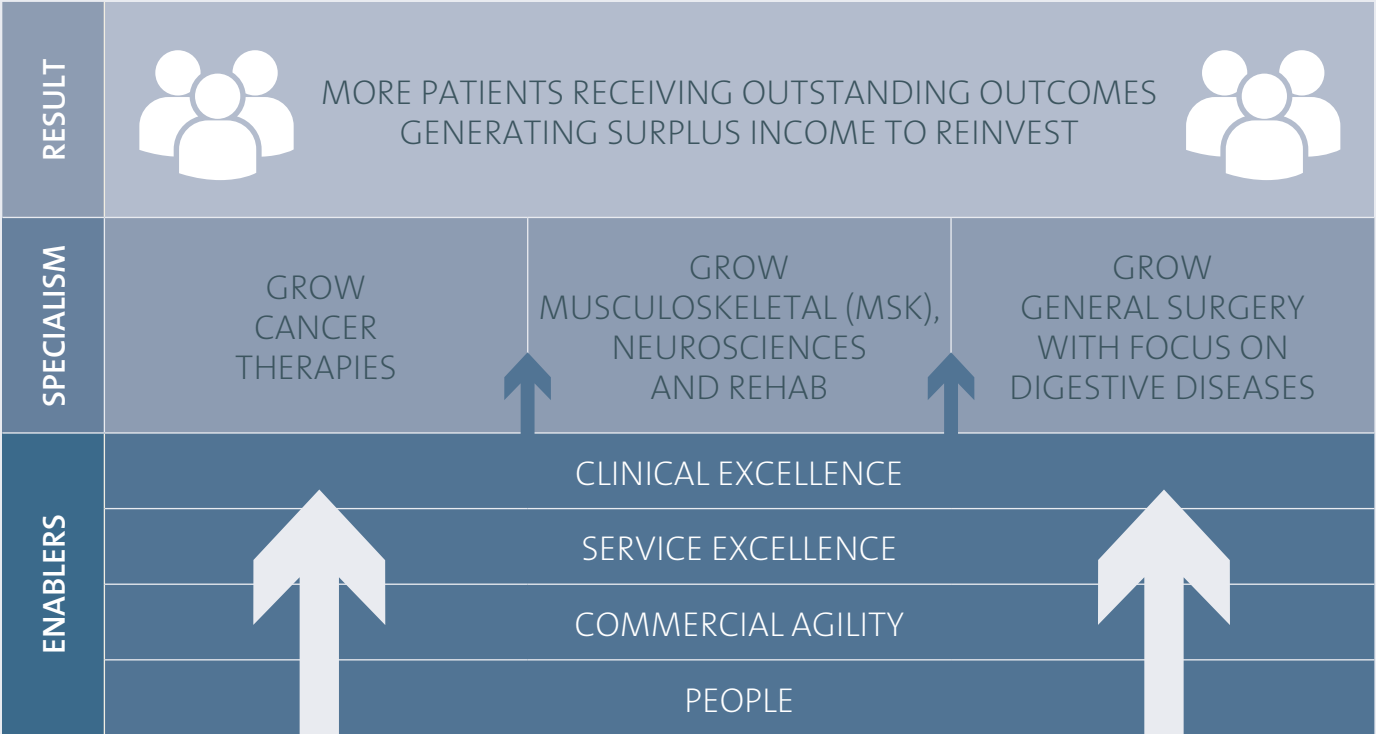 RESULT
MORE PATIENTS RECEIVING OUTSTANDING OUTCOMES
GENERATING SURPLUS INCOME TO REINVEST
SPECIALISM
GROW
CANCER
THERAPIES
GROW
MUSCULOSKELETAL (MSK),
NEUROSCIENCES
AND REHAB
GROW
GENERAL SURGERY
WITH FOCUS ON
DIGESTIVE DISEASES
ENABLERS
CLINICAL EXCELLENCE
SERVICE EXCELLENCE
COMMERCIAL AGILITY
PEOPLE